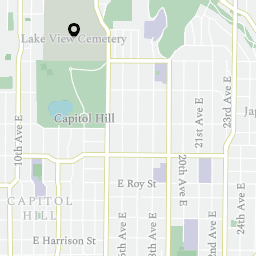 Lake View Cemetery
Capitol Hill
10th Ave E
21st Ave E
23rd Ave E
E Roy St
20th Ave E
CAPITOL
HILL
E Harrison St
24th Ave E